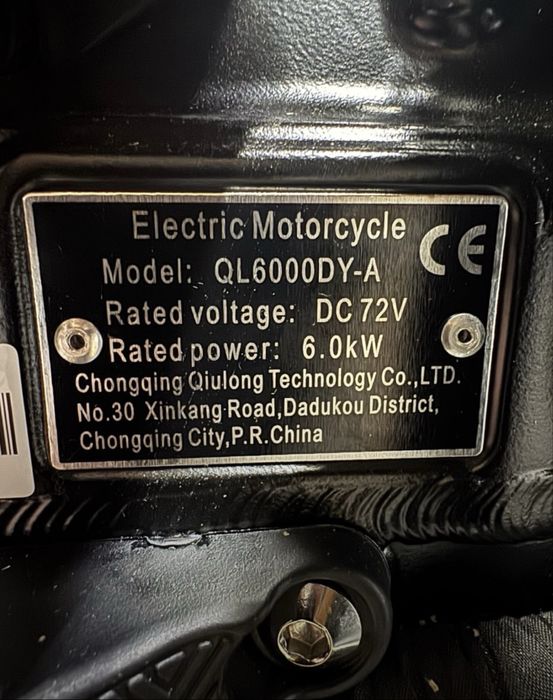 Electric Motorcycle
CE
Model: QL6000DY-A
Rated voltage: DC 72V
Rated power: 6.0kW
Chongqing Qiulong Technology Co.,LTD.
No.30 Xinkang Road,Dadukou District,
Chongqing City,P.R.China